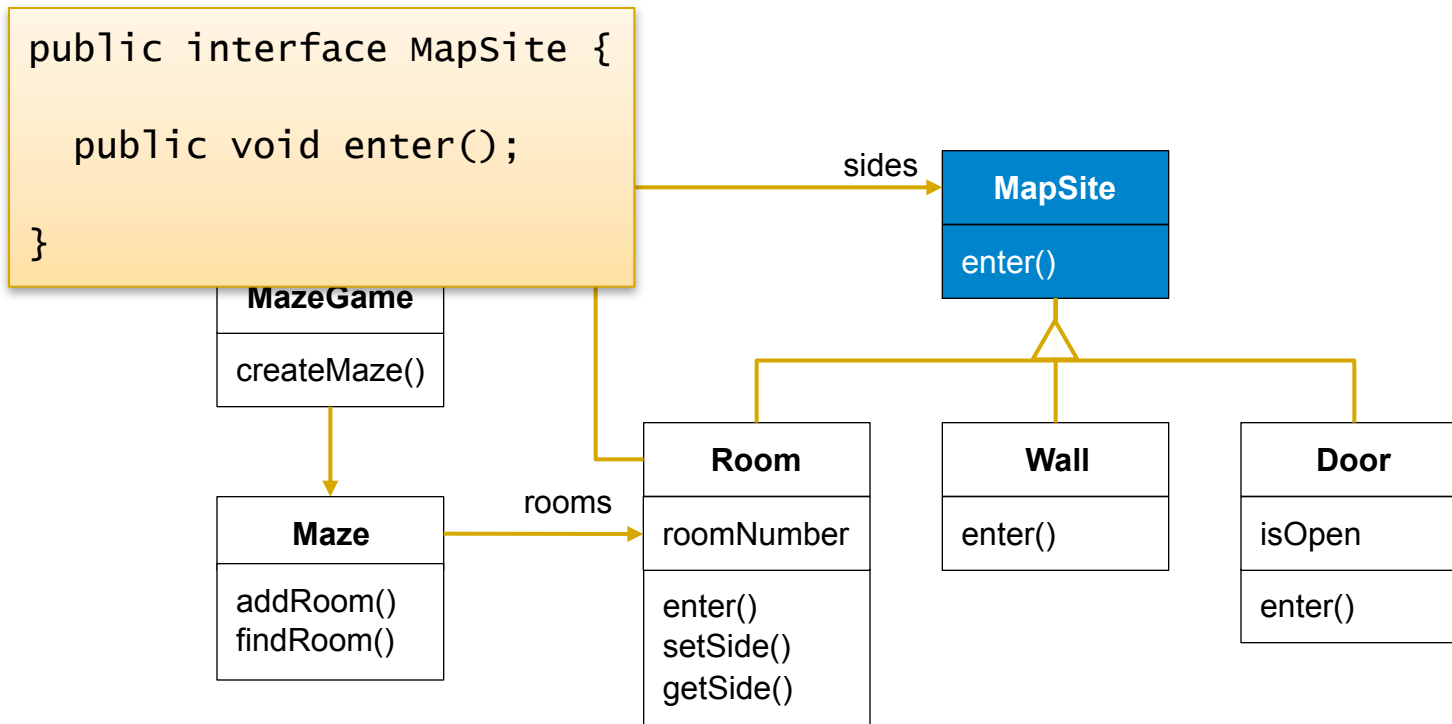 public interface MapSite {
public void enter();
}
sides
MapSite
enter()
MazeGame
createMaze()
Maze
addRoom()
findRoom()
rooms
Room
roomNumber
enter()
setSide()
getSide()
Wall
enter()
Door
isOpen
enter()